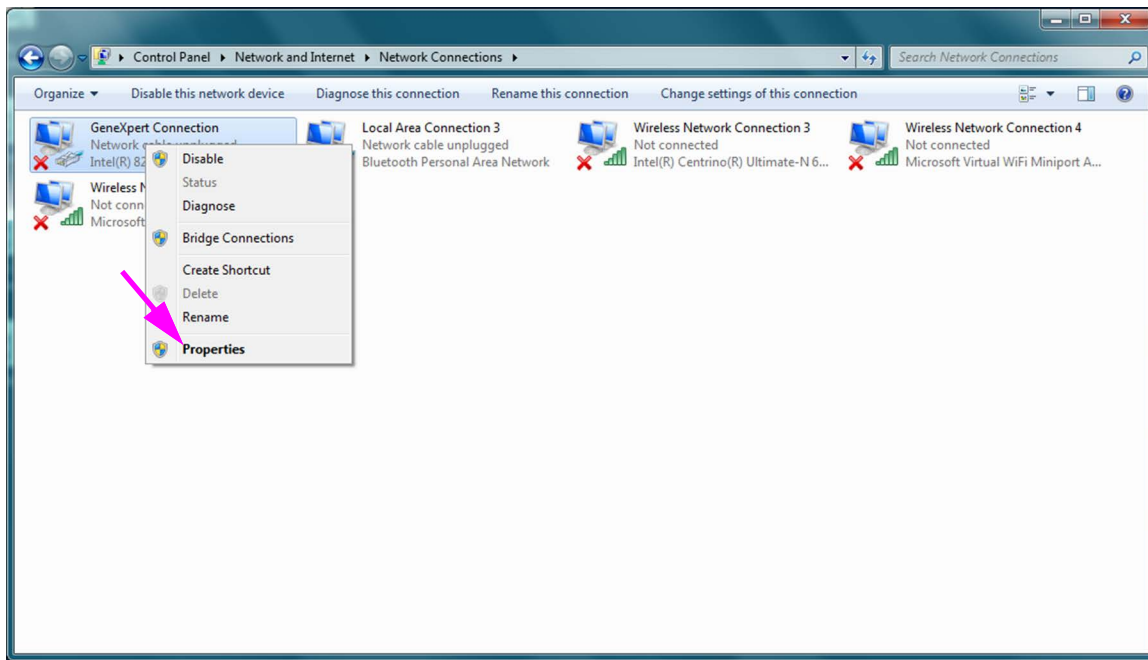 Control Panel Network and Internet Network Connections
Search Network Connections
Organize Disable this network device Diagnose this connection Rename this connection Change settings of this connection
GeneXpert Connection
Network cable unplugged
Intel(R) 82
Local Area Connection 3
Network cable unplugged
Bluetooth Personal Area Network
Wireless Network Connection 3
Not connected
Intel(R) Centrino(R) Ultimate-N 6...
Wireless Network Connection 4
Not connected
Microsoft Virtual WiFi Miniport A...
Wireless N
Not conn
Microsoft
Disable
Status
Diagnose
Bridge Connections
Create Shortcut
Delete
Rename
Properties